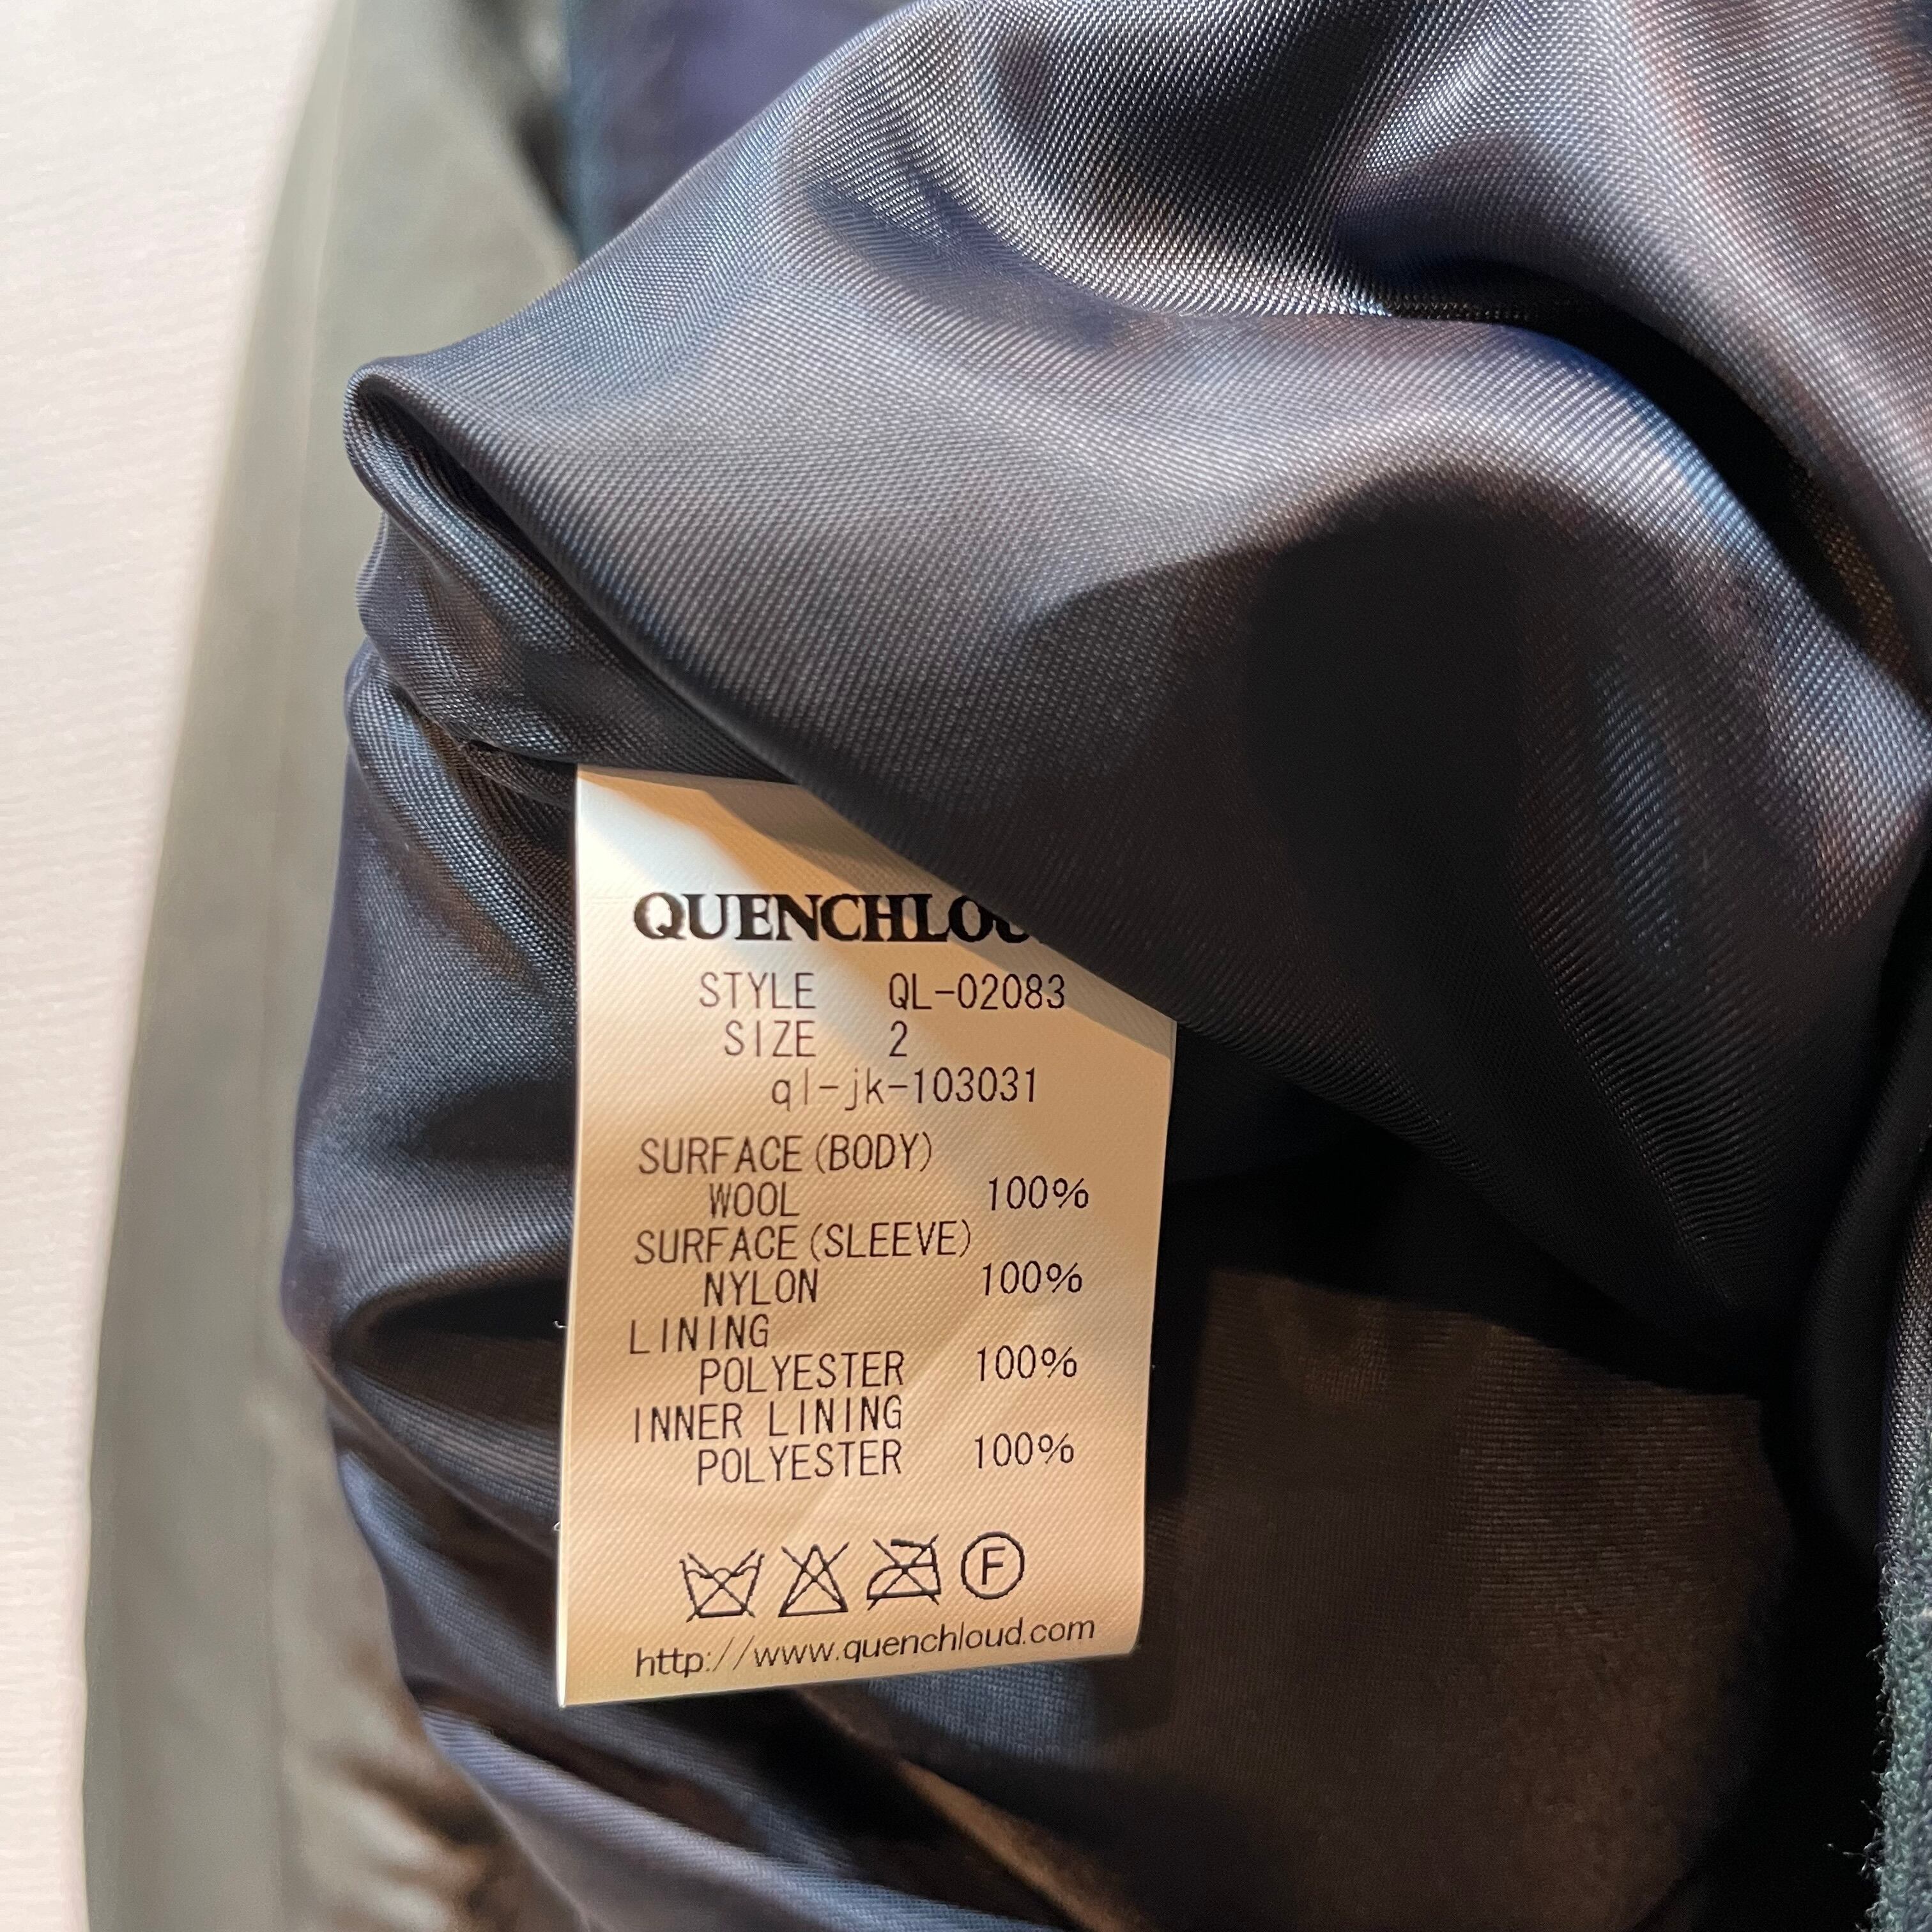 QUENCHLOU
STYLE QL-02083
SIZE 2
ql-jk-103031
SURFACE(BODY)
WOOL 100%
SURFACE(SLEEVE)
NYLON 100%
LINING
POLYESTER 100%
INNER LINING
POLYESTER 100%
F
http://www.quenchloud.com